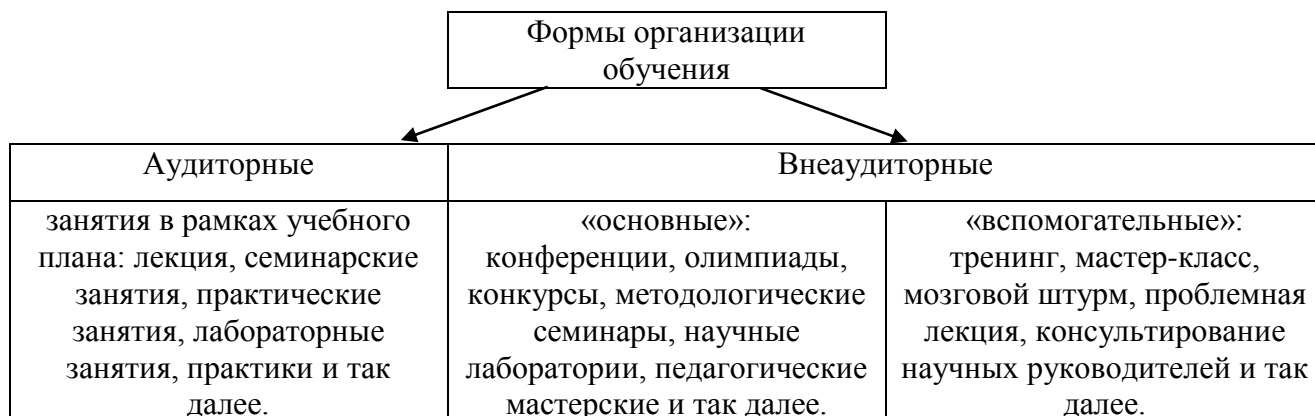 Формы организации
обучения
Аудиторные
Внеаудиторные
занятия в рамках учебного
плана: лекция, семинарские
занятия, практические
занятия, лабораторные
занятия, практики и так
далее.
«основные»:
конференции, олимпиады,
конкурсы, методологические
семинары, научные
лаборатории, педагогические
мастерские и так далее.
«вспомогательные»:
тренинг, мастер-класс,
мозговой штурм, проблемная
лекция, консультирование
научных руководителей и так
далее.